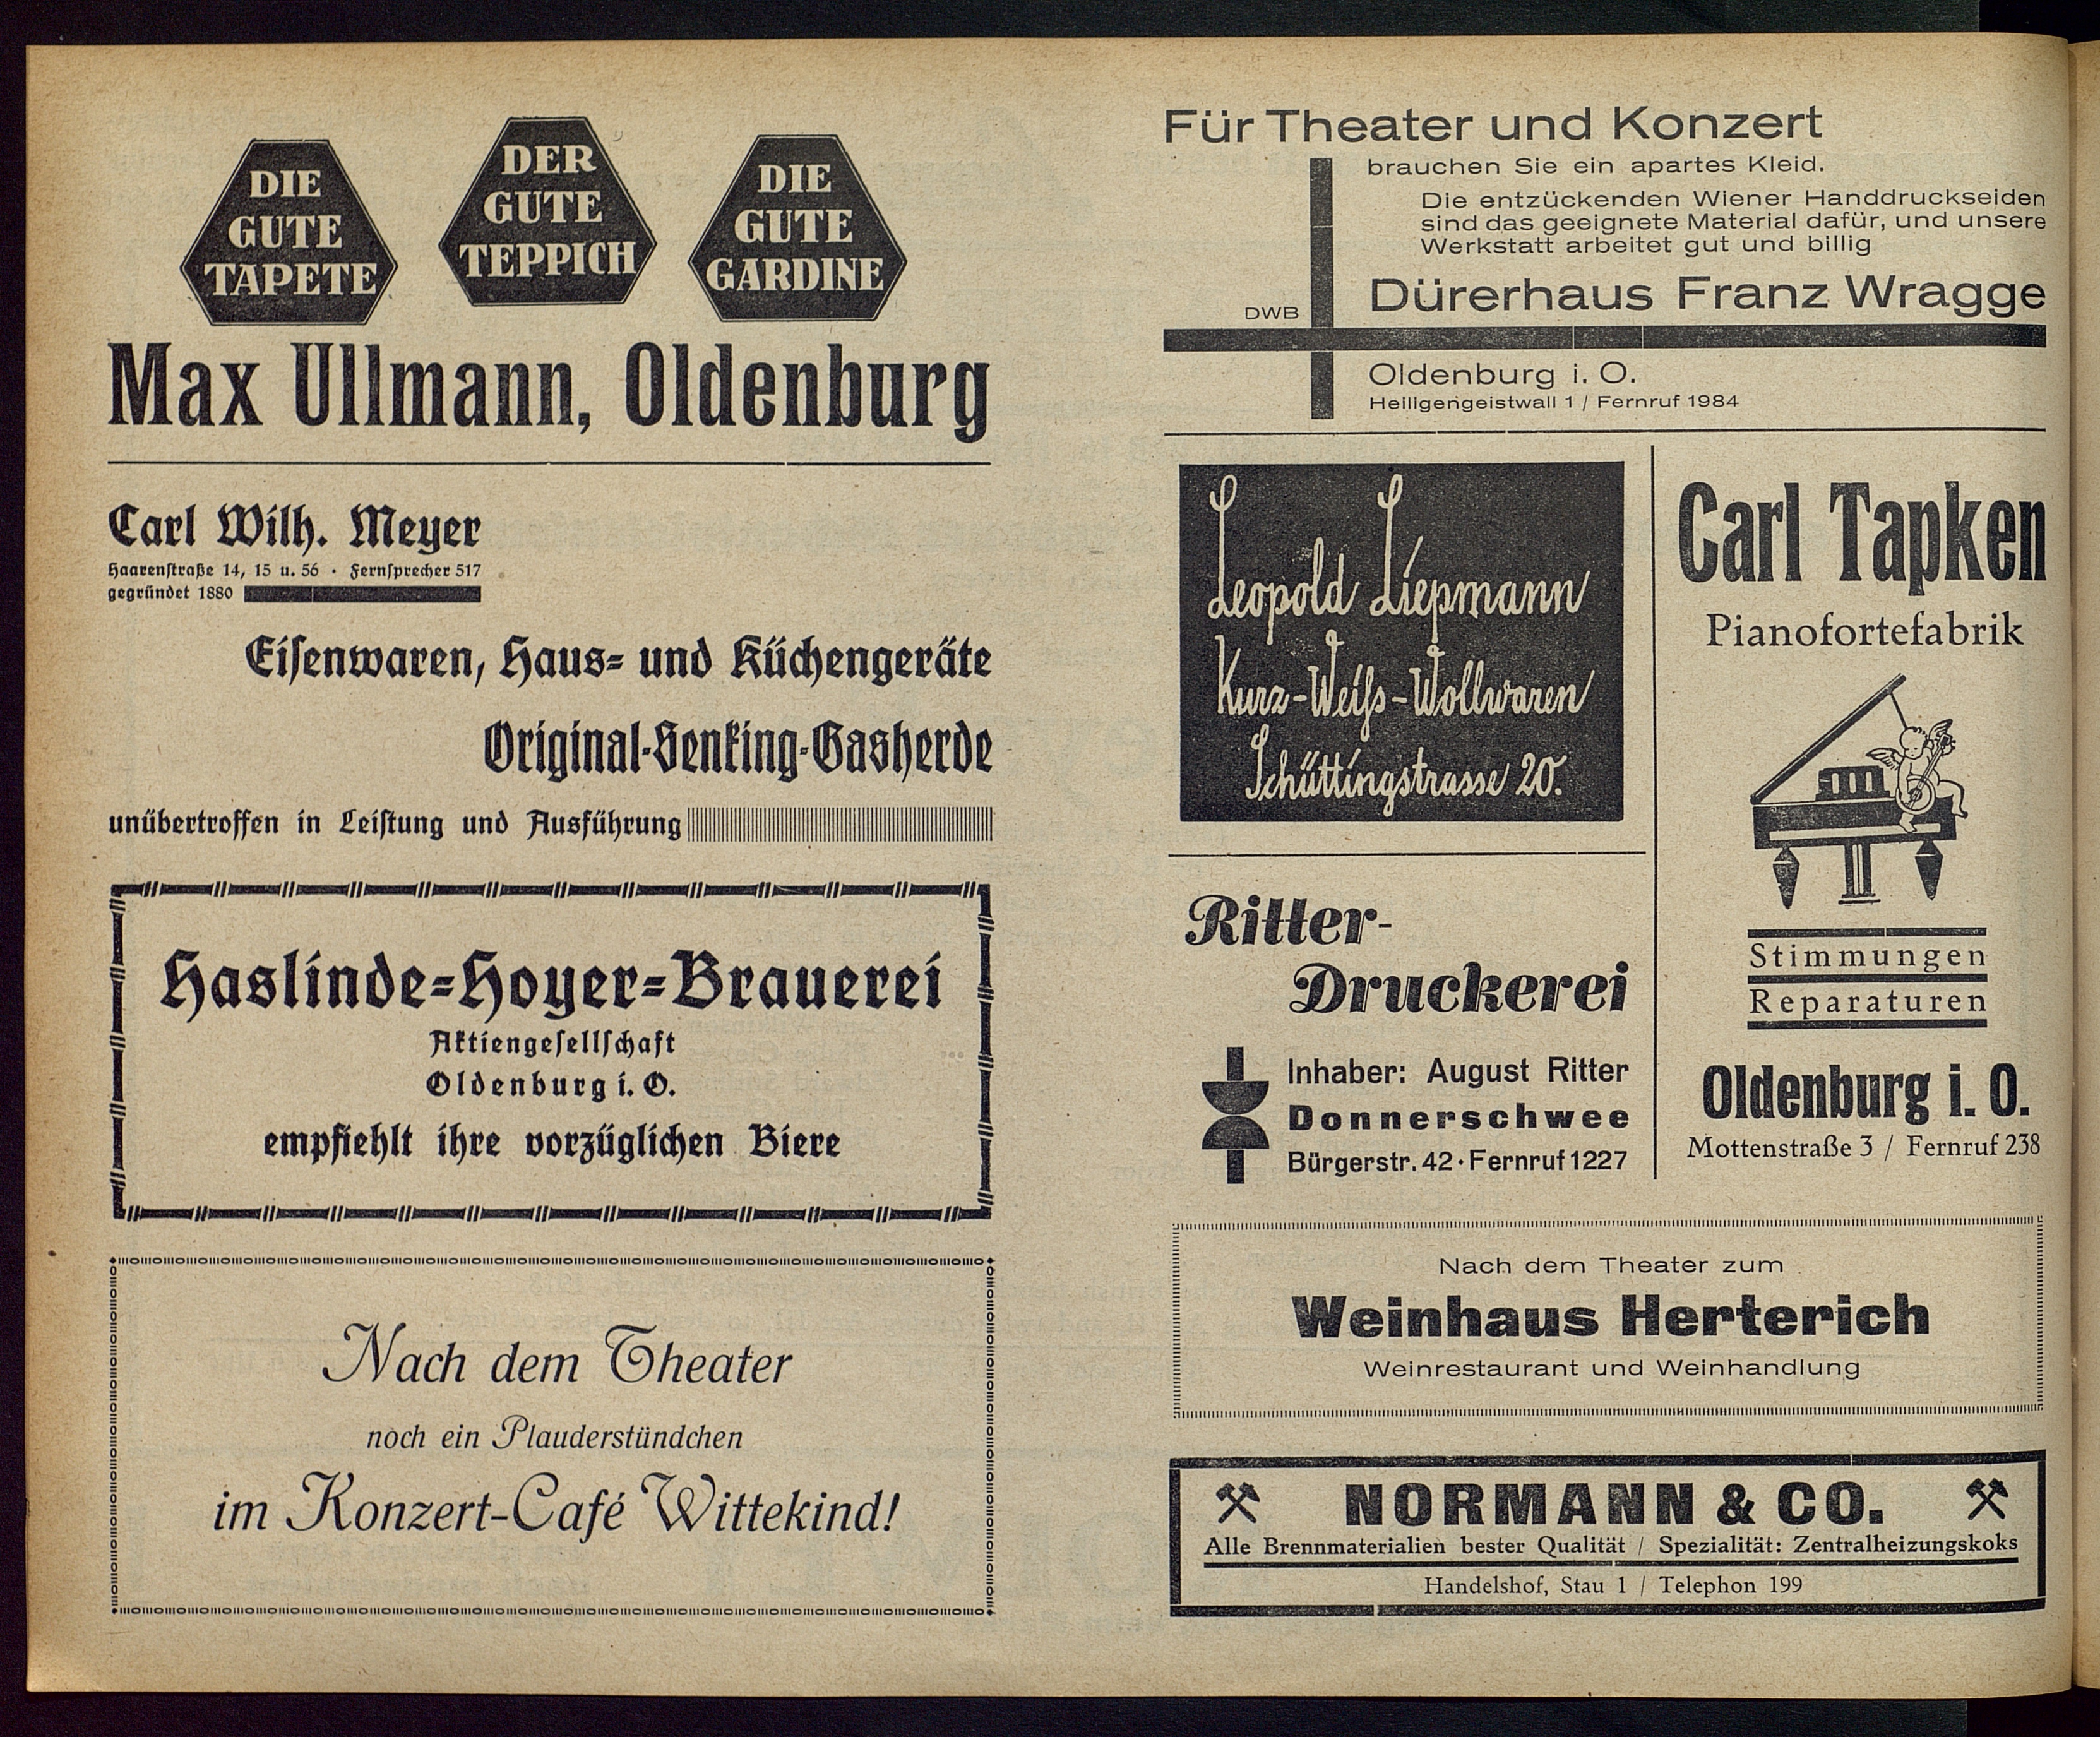 DIE
GUTE
TAPETE
DER
GUTE
TEPPICH
DIE
GUTE
GARDINE
Max Ullmann, Oldenburg
Carl Wilh. Meyer
Haarenſtraße 14, 15 u. 56 · Fernſprecher 517
gegründet 1880
Eiſenwaren, Haus- und Küchengeräte
Original-Senking-Gasherde
unübertroffen in Leiſtung und Ausführung
Haslinde-Hoyer-Brauerei
Aktiengeſellſchaft
Oldenburg i. O.
empfiehlt ihre vorzüglichen Biere
Nach dem Theater
noch ein Plauderstündchen
im Konzert-Café Wittekind!
Für Theater und Konzert
brauchen Sie ein apartes Kleid.
Die entzückenden Wiener Handdruckseiden
sind das geeignete Material dafür, und unsere
Werkstatt arbeitet gut und billig
DWB
Dürerhaus Franz Wragge
Oldenburg i. O.
Heiligengeistwall 1 / Fernruf 1984
Leopold Liepmann
Kurz-Weiſs-Wollwaren
Schüttingstrasse 20.
Ritter-
Druckerei
Inhaber: August Ritter
Donnerschwee
Bürgerstr. 42 · Fernruf 1227
Carl Tapken
Pianofortefabrik
Stimmungen
Reparaturen
Oldenburg i. O.
Mottenstraße 3 / Fernruf 238
Nach dem Theater zum
Weinhaus Herterich
Weinrestaurant und Weinhandlung
NORMANN & CO.
Alle Brennmaterialien bester Qualität / Spezialität: Zentralheizungskoks
Handelshof, Stau 1 / Telephon 199